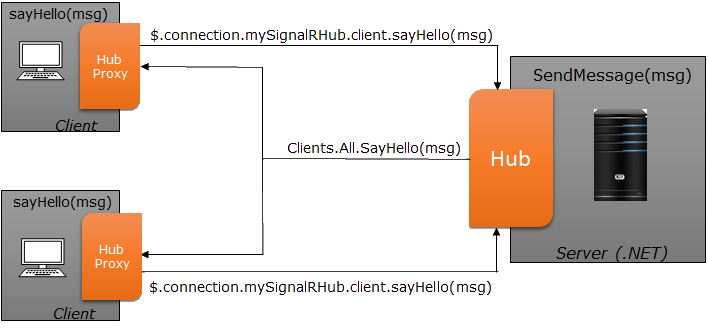 sayHello(msg)
$.connection.mySignalRHub.client.sayHello(msg)
Hub
Proxy
Client
SendMessage(msg)
Clients.All.SayHello(msg)
Hub
Server (.NET)
sayHello(msg)
Hub
Proxy
$.connection.mySignalRHub.client.sayHello(msg)
Client